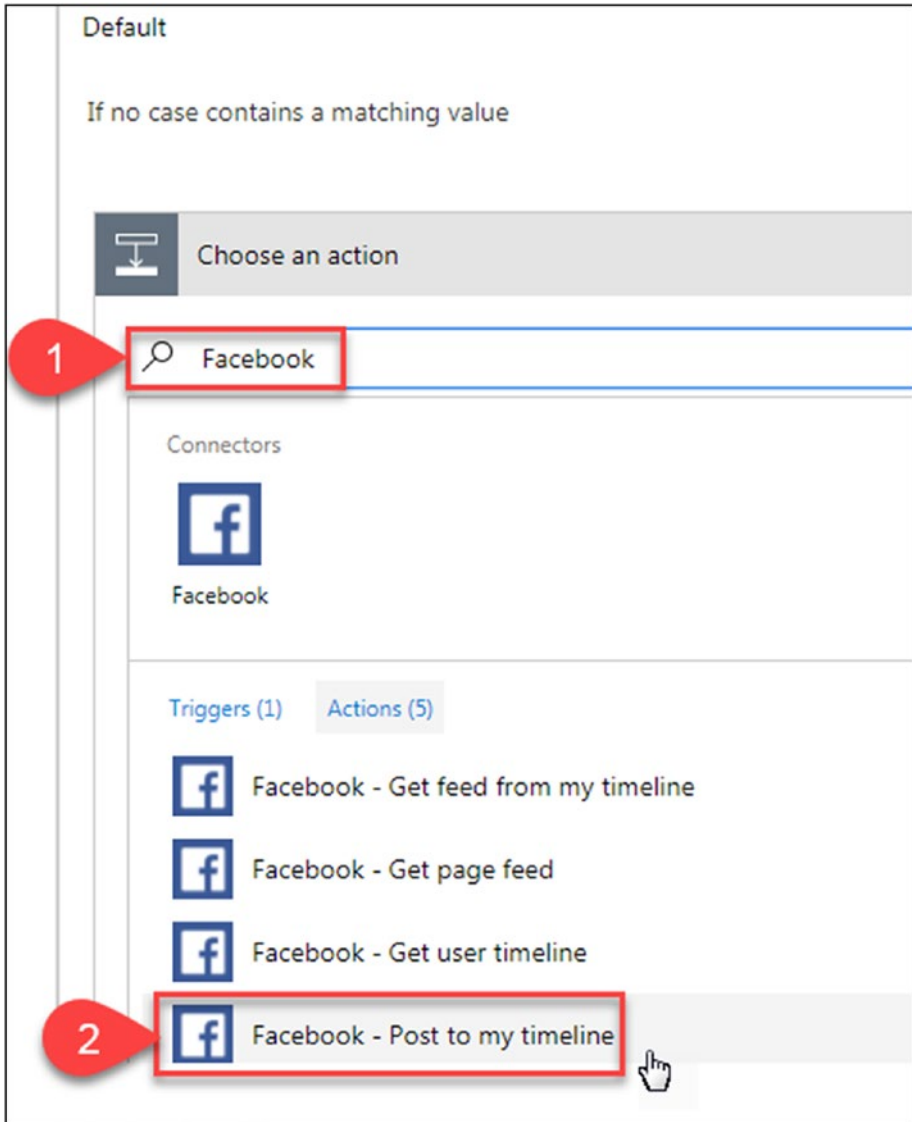 Default
If no case contains a matching value
Choose an action
1
Facebook
Connectors
Facebook
Triggers (1) Actions (5)
Facebook - Get feed from my timeline
Facebook - Get page feed
Facebook - Get user timeline
2
Facebook - Post to my timeline